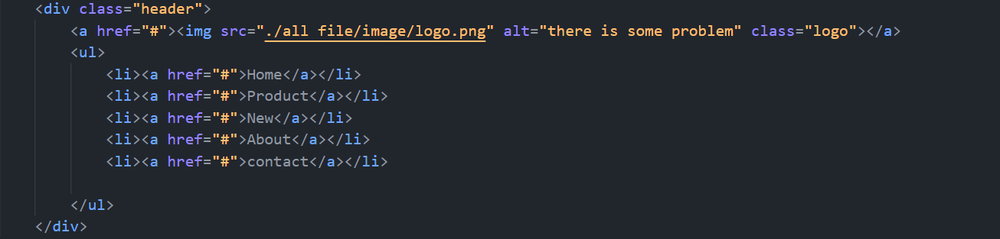 <div class="header">
<a href="#"><img src="./all file/image/logo.png" alt="there is some problem" class="logo"></a>
<ul>
<li><a href="#">Home</a></li>
<li><a href="#">Product</a></li>
<li><a href="#">New</a></li>
<li><a href="#">About</a></li>
<li><a href="#">contact</a></li>
</ul>
</div>